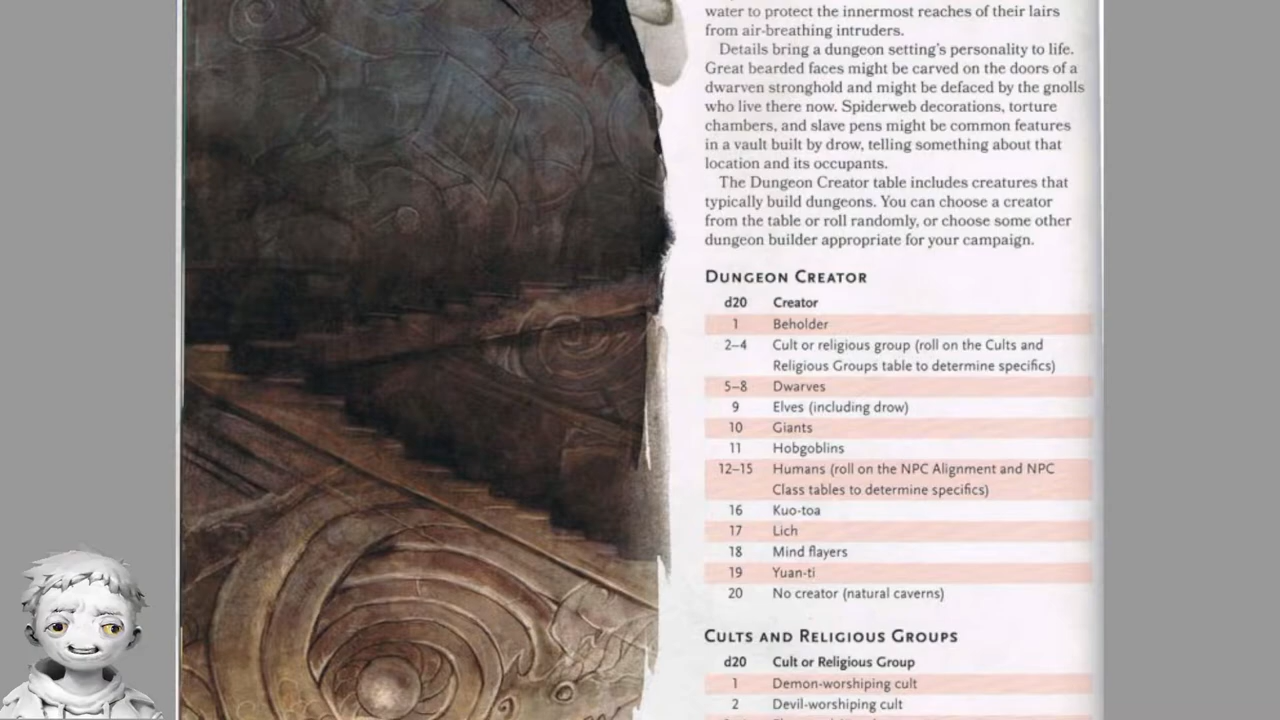 water to protect the innermost reaches of their lairs
from air-breathing intruders.
Details bring a dungeon setting's personality to life.
Great bearded faces might be carved on the doors of a
dwarven stronghold and might be defaced by the gnolls
who live there now. Spiderweb decorations, torture
chambers, and slave pens might be common features
in a vault built by drow, telling something about that
location and its occupants.
The Dungeon Creator table includes creatures that
typically build dungeons. You can choose a creator
from the table or roll randomly, or choose some other
dungeon builder appropriate for your campaign.
DUNGEON CREATOR
d20 Creator
1 Beholder
2–4 Cult or religious group (roll on the Cults and
Religious Groups table to determine specifics)
5–8 Dwarves
9 Elves (including drow)
10 Giants
11 Hobgoblins
12–15 Humans (roll on the NPC Alignment and NPC
Class tables to determine specifics)
16 Kuo-toa
17 Lich
18 Mind flayers
19 Yuan-ti
20 No creator (natural caverns)
CULTS AND RELIGIOUS GROUPS
d20 Cult or Religious Group
1 Demon-worshiping cult
2 Devil-worshiping cult